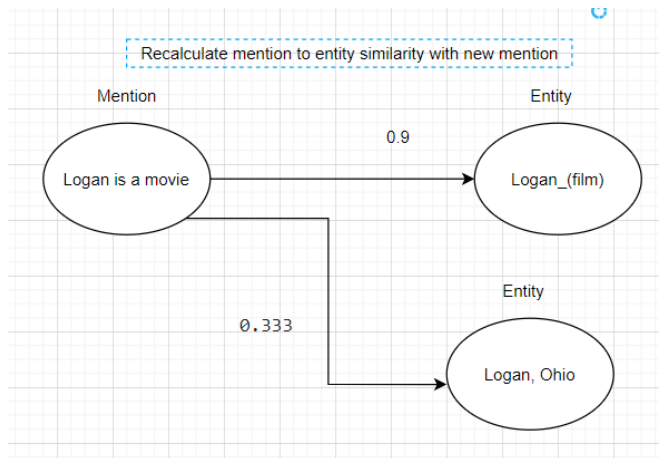 Recalculate mention to entity similarity with new mention
Mention
Entity
0.9
Logan is a movie
Logan_(film)
Entity
0.333
Logan, Ohio